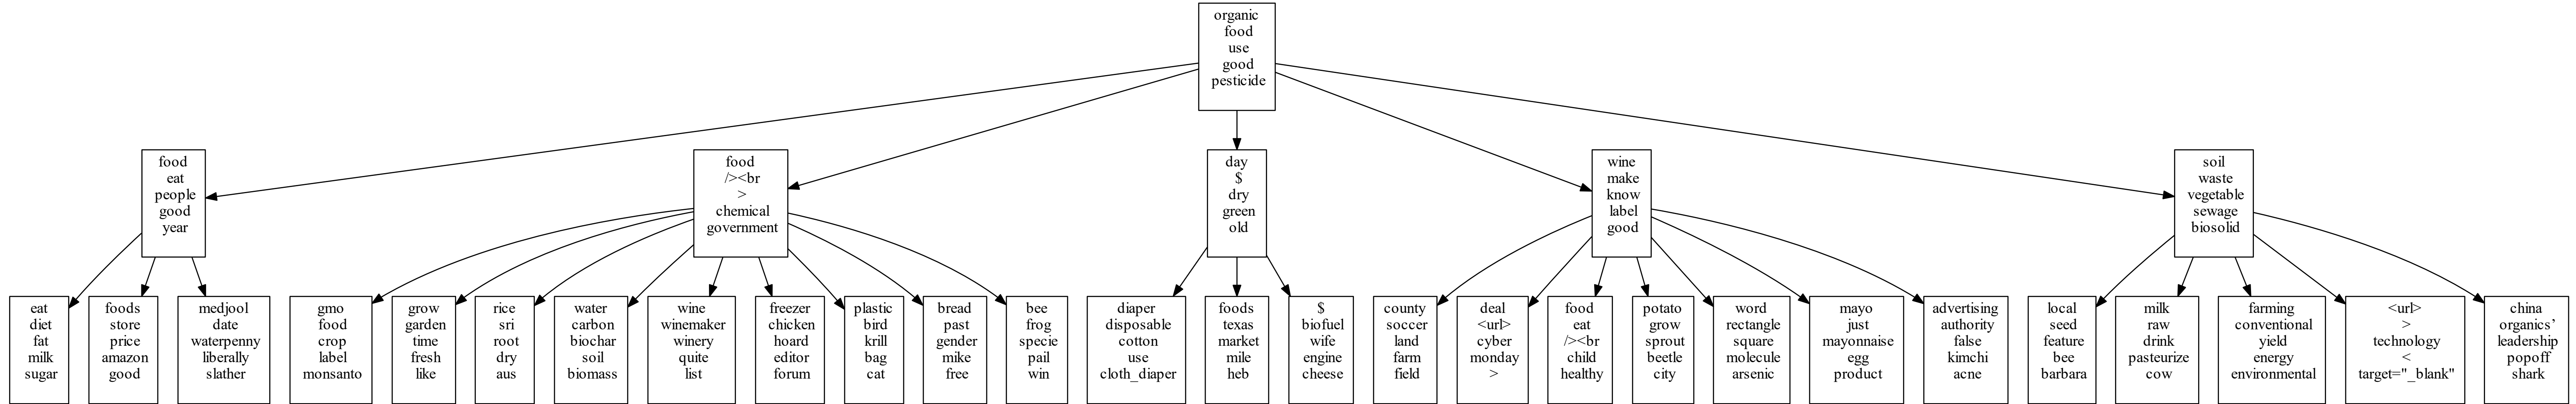 organic
food
use
good
pesticide
food
eat
people
good
year
food
/><br
>
chemical
government
day
$
dry
green
old
wine
make
know
label
good
soil
waste
vegetable
sewage
biosolid
eat
diet
fat
milk
sugar
foods
store
price
amazon
good
medjool
date
waterpenny
liberally
slather
gmo
food
crop
label
monsanto
grow
garden
time
fresh
like
rice
sri
root
dry
aus
water
carbon
biochar
soil
biomass
wine
winemaker
winery
quite
list
freezer
chicken
hoard
editor
forum
plastic
bird
krill
bag
cat
bread
past
gender
mike
free
bee
frog
specie
pail
win
diaper
disposable
cotton
use
cloth_diaper
foods
texas
market
mile
heb
$
biofuel
wife
engine
cheese
county
soccer
land
farm
field
deal
<url>
cyber
monday
>
food
eat
/><br
child
healthy
potato
grow
sprout
beetle
city
word
rectangle
square
molecule
arsenic
mayo
just
mayonnaise
egg
product
advertising
authority
false
kimchi
acne
local
seed
feature
bee
barbara
milk
raw
drink
pasteurize
cow
farming
conventional
yield
energy
environmental
<url>
>
technology
<
target="_blank"
china
organics’
leadership
popoff
shark